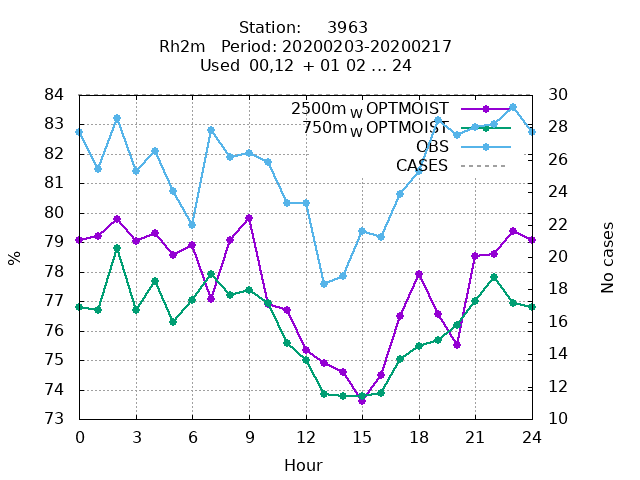 Station: 3963
Rh2m Period: 20200203-20200217
Used 00,12 + 01 02 ... 24
2500m_W OPTMOIST
750m_W OPTMOIST
OBS
CASES
84 83 82 81 80 79 78 77 76 75 74 73
%
30 28 26 24 22 20 18 16 14 12 10
No cases
0 3 6 9 12 15 18 21 24
Hour